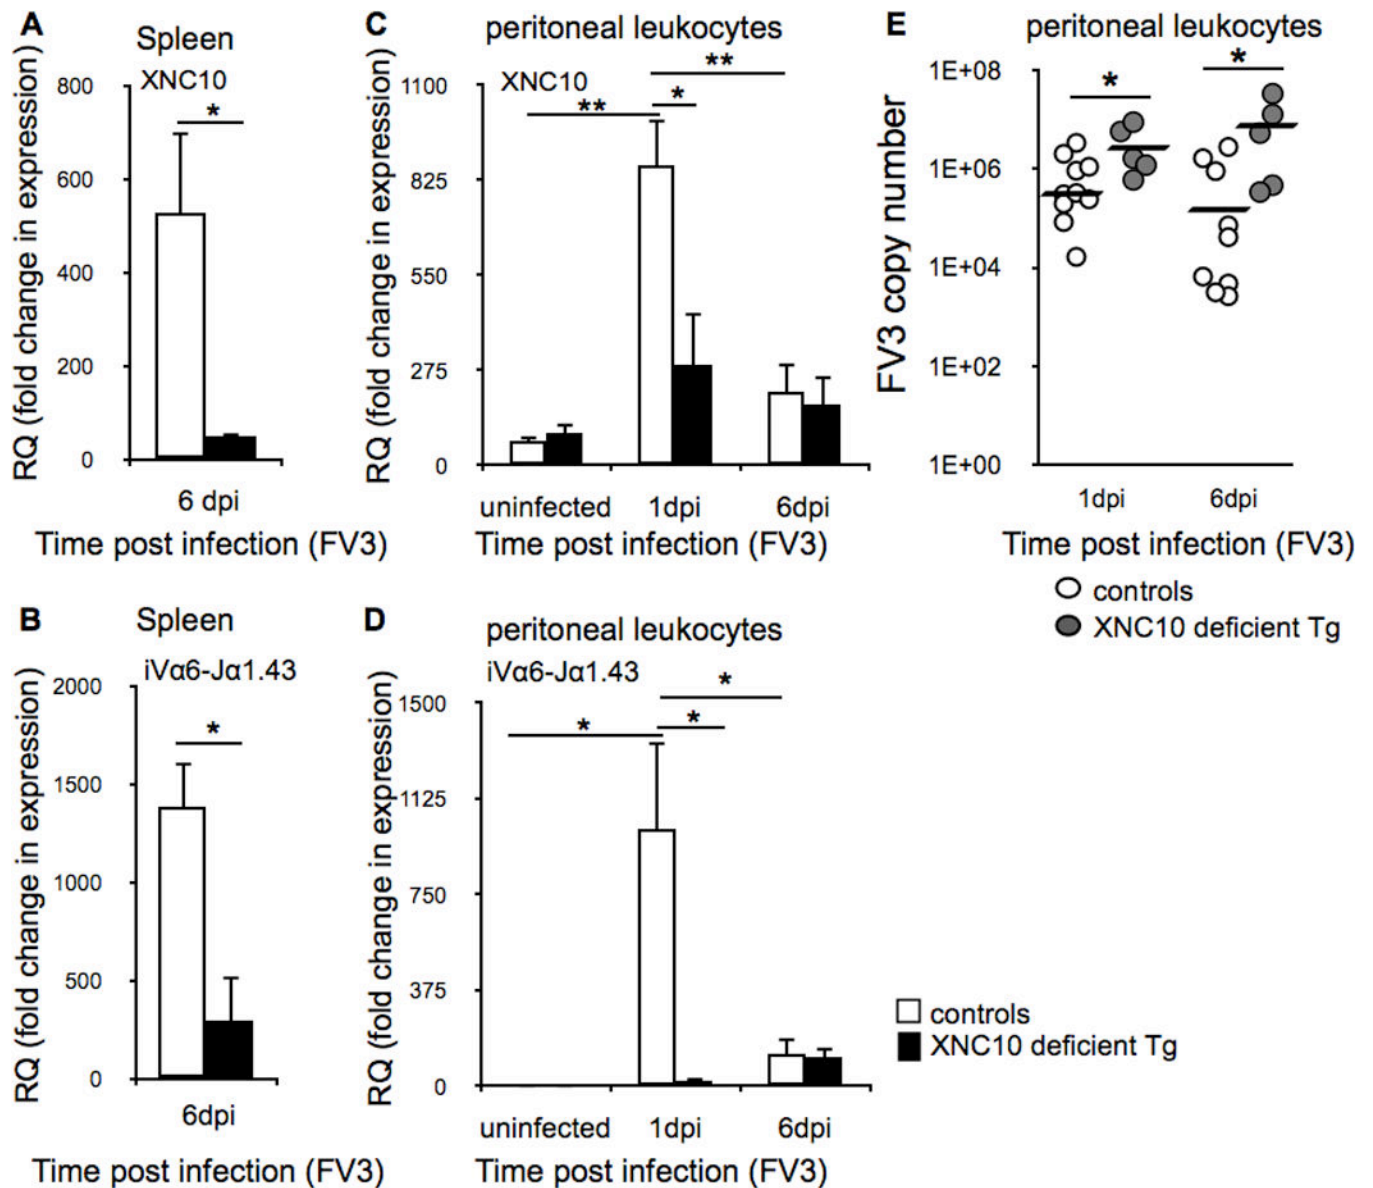 A
Spleen
XNC10
*
RQ (fold change in expression)
800
600
400
200
0
6 dpi
Time post infection (FV3)
C
peritoneal leukocytes
XNC10
**
**
*
RQ (fold change in expression)
1100
825
550
275
0
uninfected 1dpi 6dpi
Time post infection (FV3)
E
peritoneal leukocytes
*
*
FV3 copy number
1E+08
1E+06
1E+04
1E+02
1E+00
1dpi 6dpi
Time post infection (FV3)
controls
XNC10 deficient Tg
B
Spleen
iVα6-Jα1.43
*
RQ (fold change in expression)
2000
1500
1000
500
0
6dpi
Time post infection (FV3)
D
peritoneal leukocytes
iVα6-Jα1.43
*
*
*
RQ (fold change in expression)
1500
1125
750
375
0
uninfected 1dpi 6dpi
Time post infection (FV3)
controls
XNC10 deficient Tg